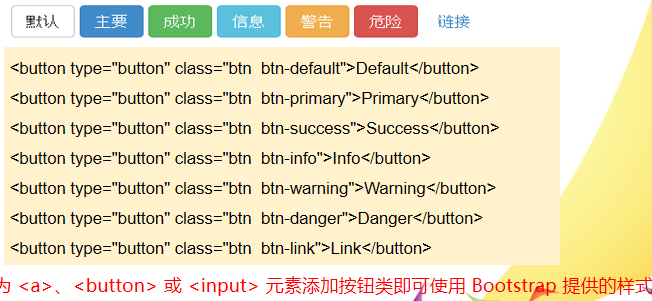 默认 主要 成功 信息 警告 危险 链接
<button type="button" class="btn  btn-default">Default</button>
<button type="button" class="btn  btn-primary">Primary</button>
<button type="button" class="btn  btn-success">Success</button>
<button type="button" class="btn  btn-info">Info</button>
<button type="button" class="btn  btn-warning">Warning</button>
<button type="button" class="btn  btn-danger">Danger</button>
<button type="button" class="btn  btn-link">Link</button>
为 <a>、<button> 或 <input> 元素添加按钮类即可使用 Bootstrap 提供的样式